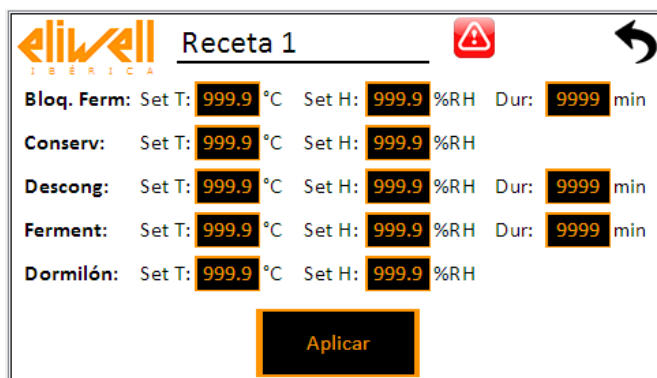 eliwell Receta 1
IBÉRICA
Bloq. Ferm: Set T: 999.9 °C Set H: 999.9 %RH Dur: 9999 min
Conserv: Set T: 999.9 °C Set H: 999.9 %RH
Descong: Set T: 999.9 °C Set H: 999.9 %RH Dur: 9999 min
Ferment: Set T: 999.9 °C Set H: 999.9 %RH Dur: 9999 min
Dormilón: Set T: 999.9 °C Set H: 999.9 %RH
Aplicar